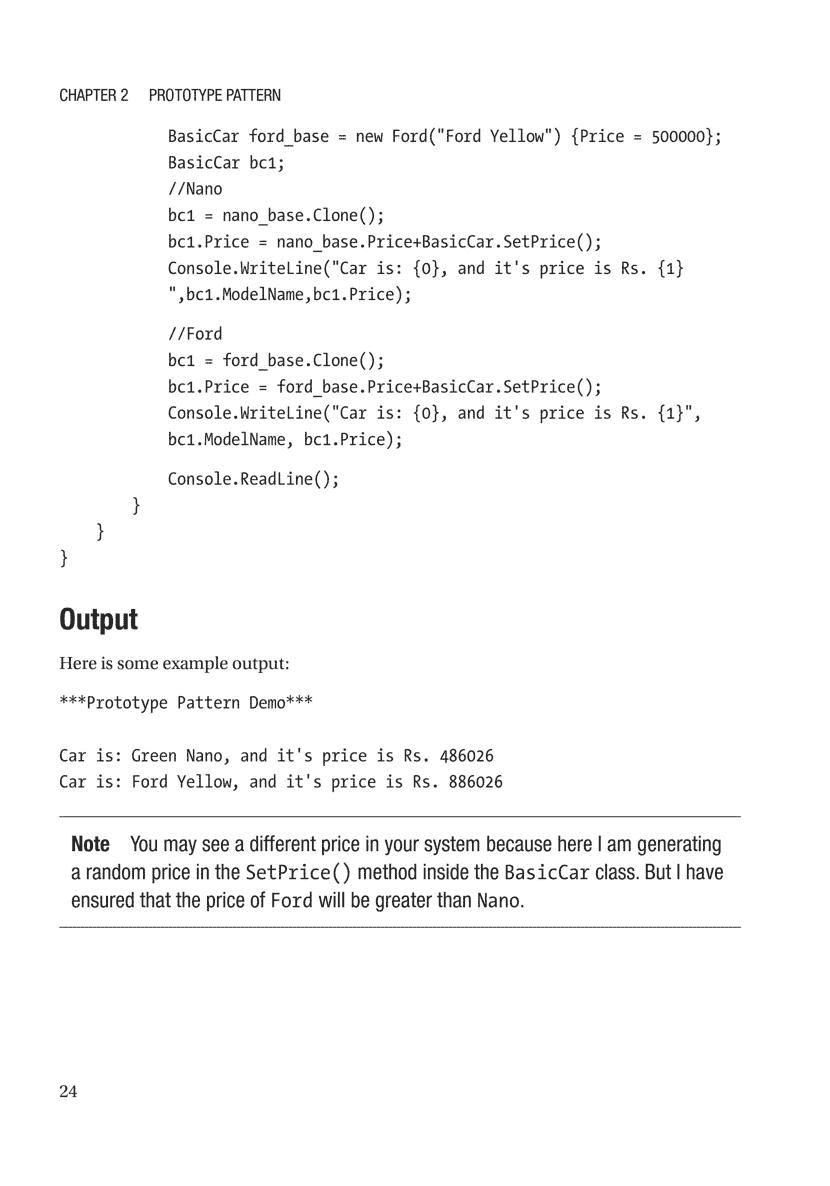 CHAPTER 2 PROTOTYPE PATTERN
BasicCar ford_base = new Ford("Ford Yellow") {Price = 500000};
BasicCar bc1;
//Nano
bc1 = nano_base.Clone();
bc1.Price = nano_base.Price+BasicCar.SetPrice();
Console.WriteLine("Car is: {0}, and it's price is Rs. {1}
",bc1.ModelName,bc1.Price);
//Ford
bc1 = ford_base.Clone();
bc1.Price = ford_base.Price+BasicCar.SetPrice();
Console.WriteLine("Car is: {0}, and it's price is Rs. {1}",
bc1.ModelName, bc1.Price);
Console.ReadLine();
}
}
}
Output
Here is some example output:
***Prototype Pattern Demo***
Car is: Green Nano, and it's price is Rs. 486026
Car is: Ford Yellow, and it's price is Rs. 886026
Note You may see a different price in your system because here I am generating
a random price in the SetPrice() method inside the BasicCar class. But I have
ensured that the price of Ford will be greater than Nano.
24